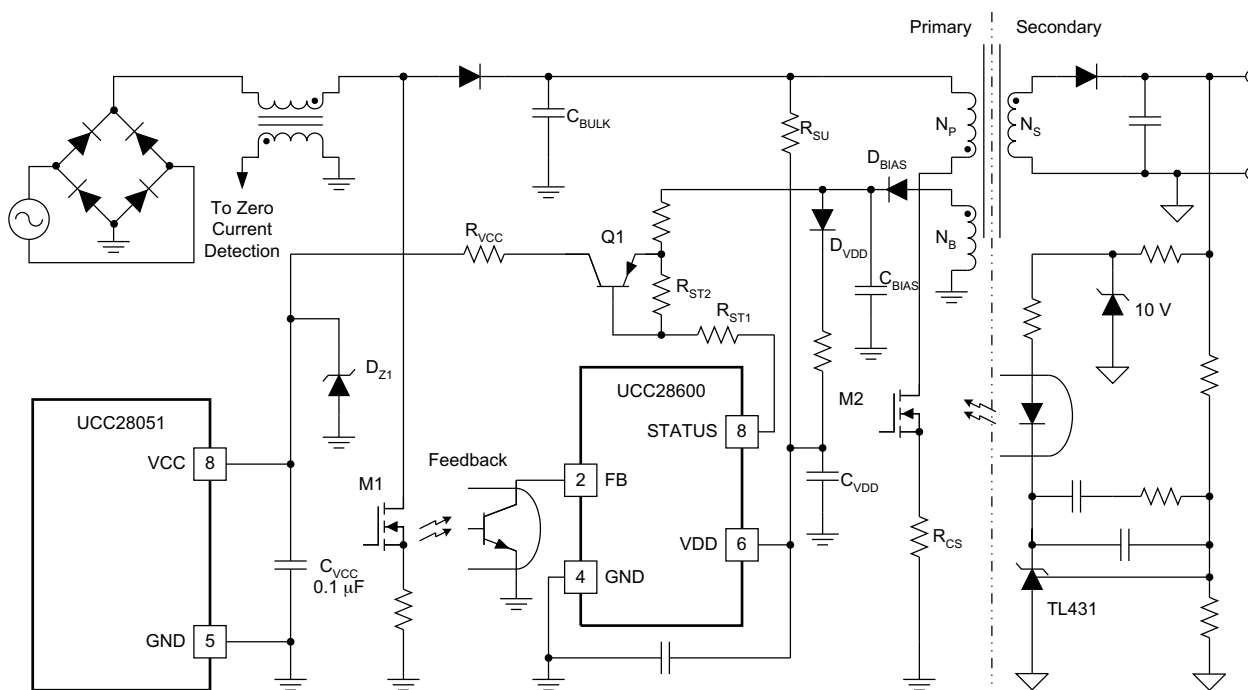 Primary
Secondary
C_BULK
R_SU
N_P
N_S
D_BIAS
To Zero
Current
Detection
R_VCC
Q1
D_VDD
N_B
R_ST2
C_BIAS
R_ST1
10 V
D_Z1
UCC28051
UCC28600
M2
STATUS
8
VCC
8
Feedback
2
FB
C_VDD
M1
VDD
6
R_CS
C_VCC
0.1 μF
4
GND
TL431
GND
5